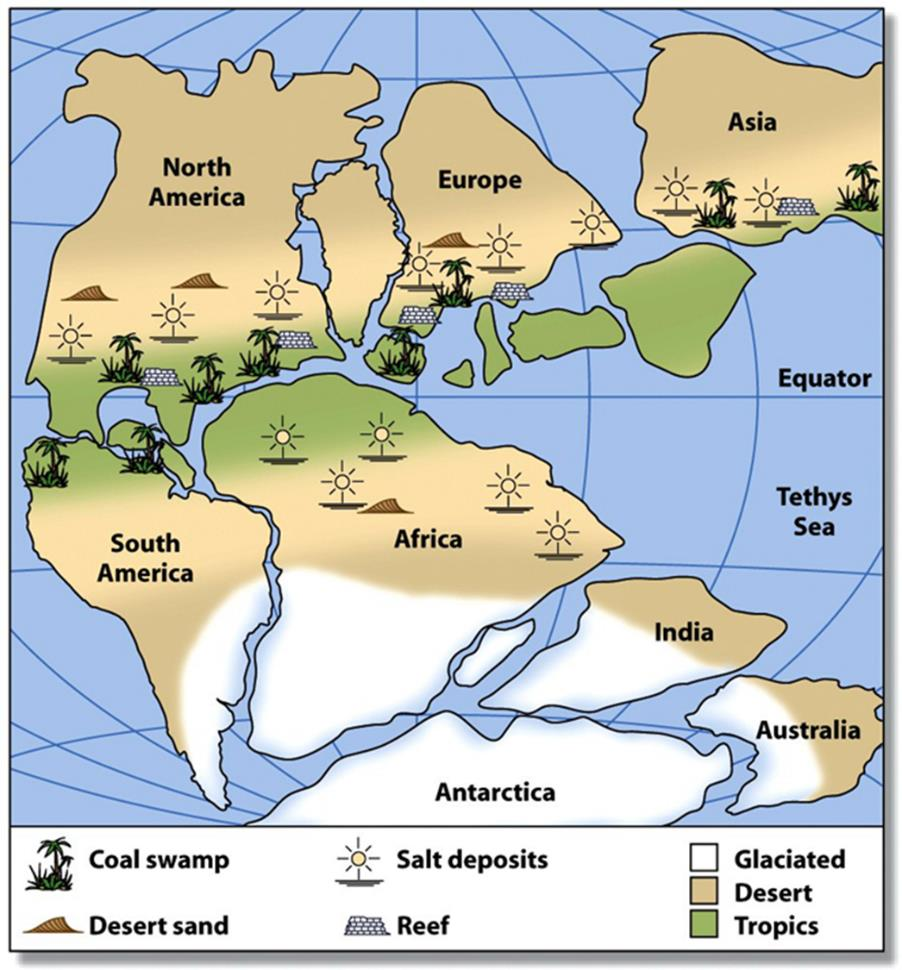 North
America
Europe
Asia
Equator
Tethys
Sea
South
America
Africa
India
Australia
Antarctica
Coal swamp
Salt deposits
Glaciated
Desert
Desert sand
Reef
Tropics